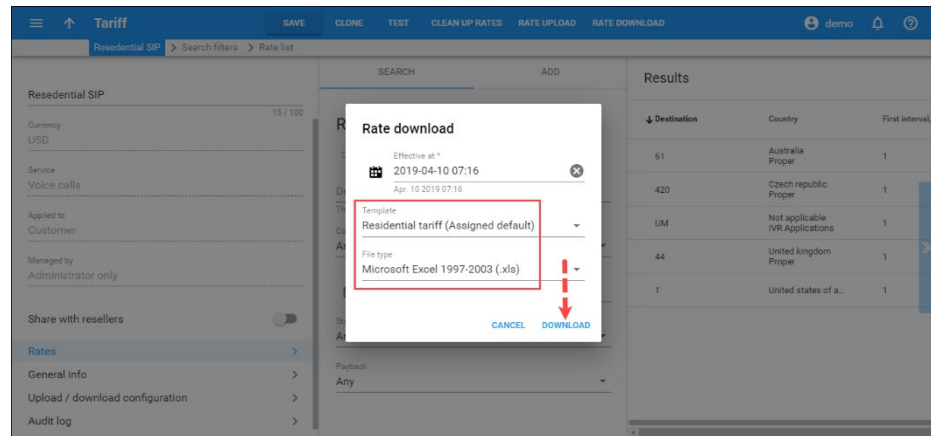 Tariff
SAVE
CLONE
TEST
CLEAN UP RATES
RATE UPLOAD
RATE DOWNLOAD
demo
Resedential SIP > Search filters > Rate list
SEARCH
ADD
Results
Resedential SIP
15 / 100
Currency
USD
Service
Voice calls
Applied to
Customer
Managed by
Administrator only
Share with resellers
Rates
General info
Upload / download configuration
Audit log
Rate download
Effective at *
2019-04-10 07:16
Apr. 10 2019 07:16
Template
Residential tariff (Assigned default)
File type
Microsoft Excel 1997-2003 (.xls)
CANCEL
DOWNLOAD
Payback
Any
Destination
Country
First interval,
61
Australia
Proper
1
420
Czech republic
Proper
1
UM
Not applicable
IVR Applications
1
44
United kingdom
Proper
1
1
United states of a...
1